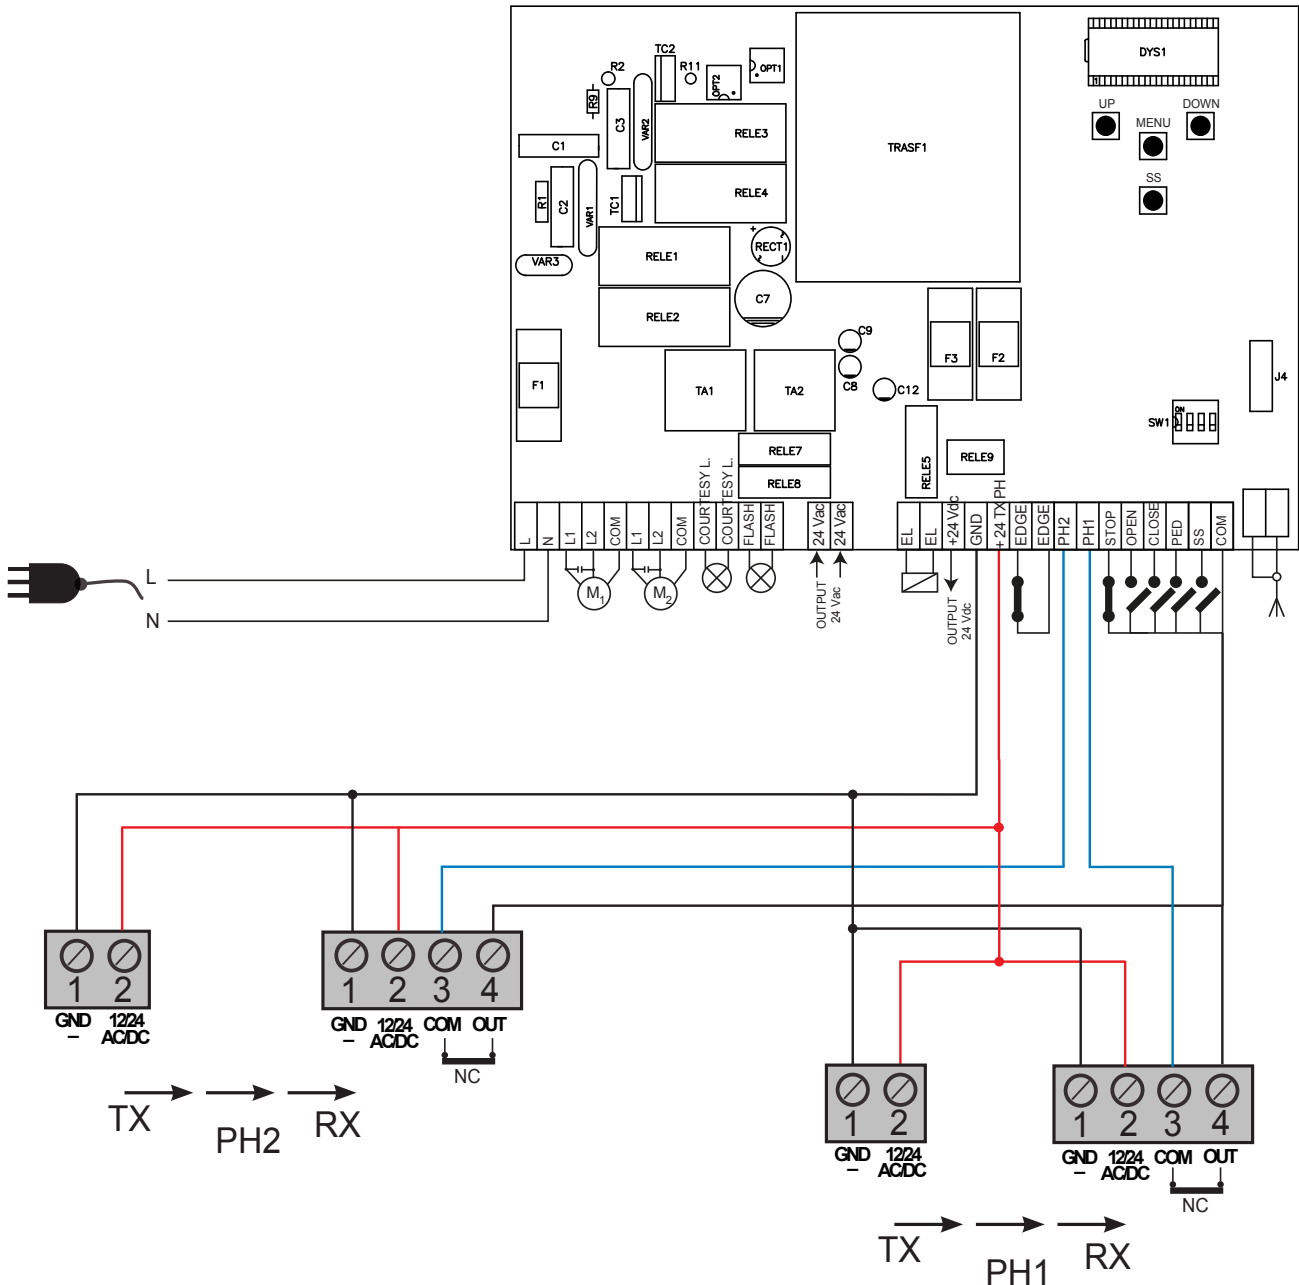 DYS1
1
UP
DOWN
MENU
SS
TC2
R2
R11
OPT1
OPT2
R9
C3
VAR2
RELE3
TRASF1
C1
RELE4
R1
C2
VAR1
TC1
+
RECT1
RELE1
VAR3
C7
RELE2
C9
F3
F2
F1
TA1
TA2
C8
C12
J4
ON
SW1
RELE7
RELE8
RELE5
RELE9
L
N
L1
L2
COM
L1
L2
COM
COURTESY L.
COURTESY L.
FLASH
FLASH
24 Vac
24 Vac
EL
EL
+24 Vdc
GND
+ 24 TX PH
EDGE
EDGE
PH2
PH1
STOP
OPEN
CLOSE
PED
SS
COM
L
N
M1
M2
OUTPUT
24 Vac
OUTPUT
24 Vdc
1 2
GND 12/24
– AC/DC
1 2 3 4
GND 12/24 COM OUT
– AC/DC
NC
TX PH2 RX
1 2
GND 12/24
– AC/DC
1 2 3 4
GND 12/24 COM OUT
– AC/DC
NC
TX PH1 RX